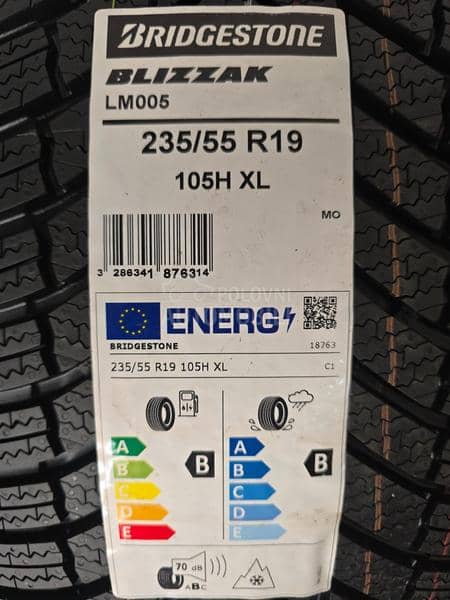 BRIDGESTONE
BLIZZAK
LM005
235/55 R19
105H XL
MO
3 286341 876314
POLOVNI
ENERG
BRIDGESTONE 18763
235/55 R19 105H XL C1
A A
B B B B
C C
D D
E E
70 dB
ABC